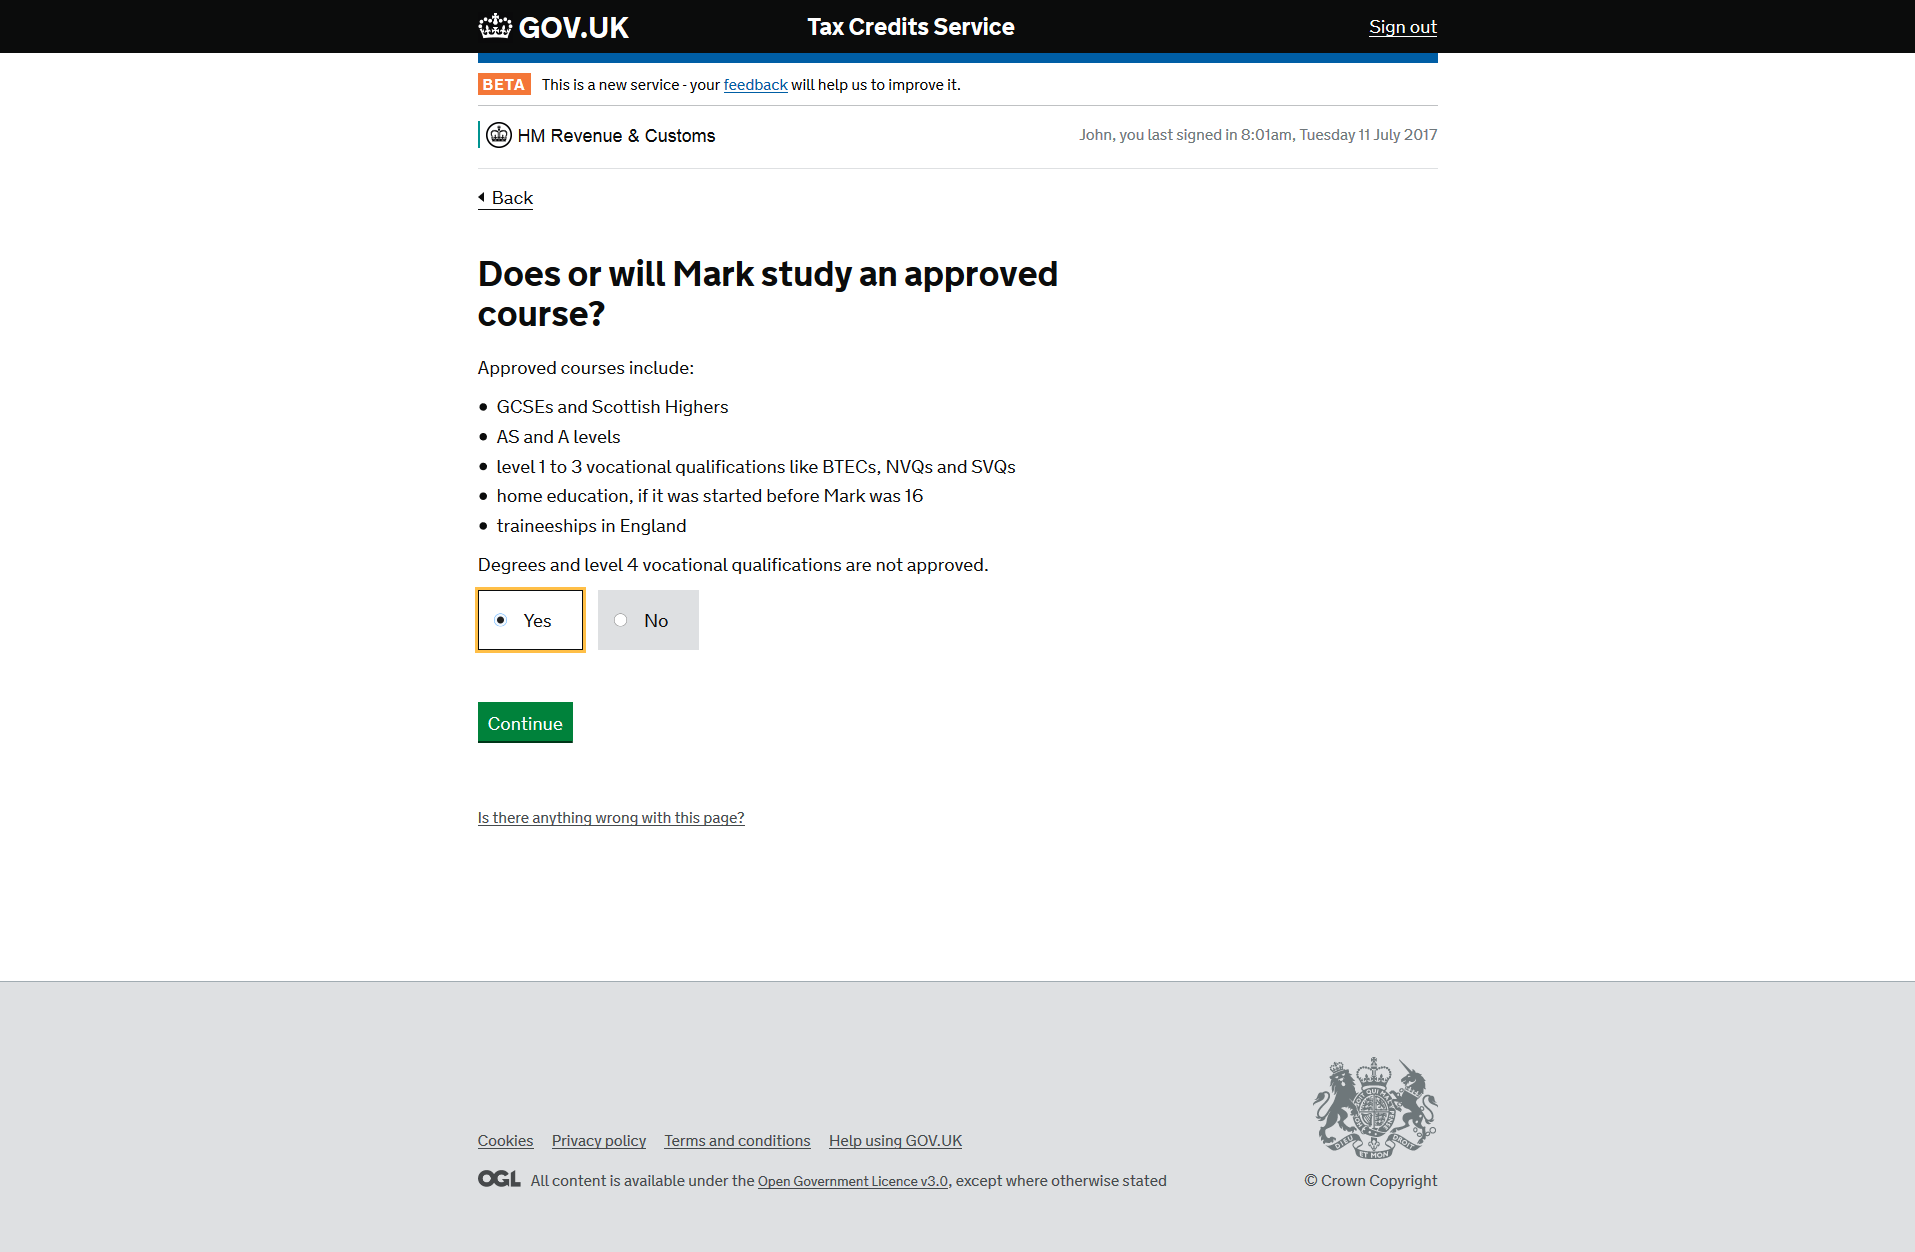 GOV.UK
Tax Credits Service
Sign out
BETA This is a new service - your feedback will help us to improve it.
HM Revenue & Customs
John, you last signed in 8:01am, Tuesday 11 July 2017
Back
Does or will Mark study an approved
course?
Approved courses include:
GCSEs and Scottish Highers
AS and A levels
level 1 to 3 vocational qualifications like BTECs, NVQs and SVQs
home education, if it was started before Mark was 16
traineeships in England
Degrees and level 4 vocational qualifications are not approved.
Yes
No
Continue
Is there anything wrong with this page?
Cookies
Privacy policy
Terms and conditions
Help using GOV.UK
OGL All content is available under the Open Government Licence v3.0, except where otherwise stated
DIEU ET MON DROIT
© Crown Copyright